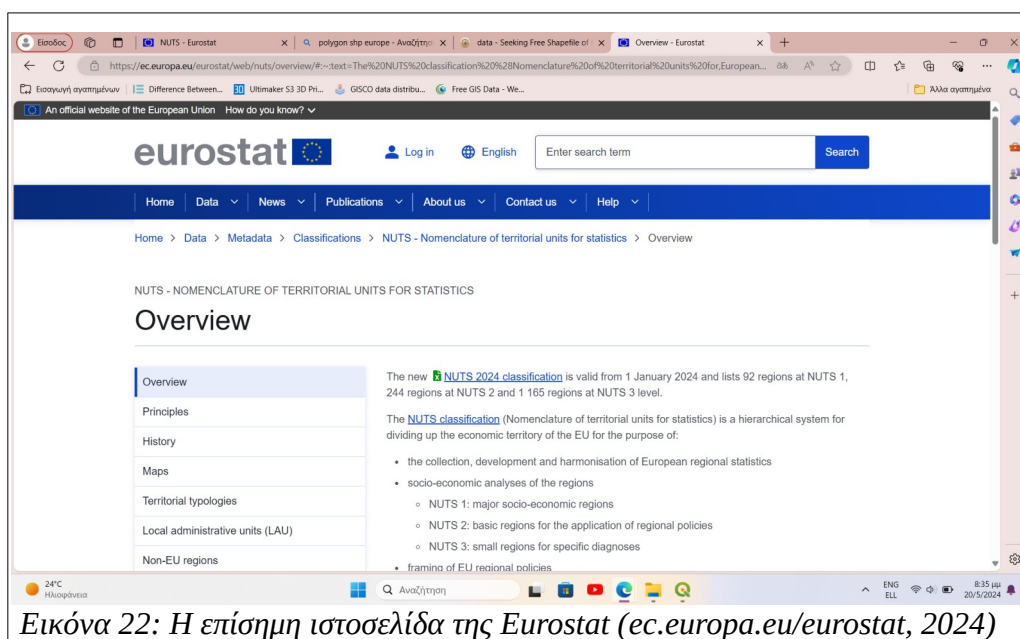 Είσοδος
NUTS - Eurostat
polygon shp europe - Αναζήτησ
data - Seeking Free Shapefile of
Overview - Eurostat
https://ec.europa.eu/eurostat/web/nuts/overview/#:~:text=The%20NUTS%20classification%20%28Nomenclature%20of%20territorial%20units%20for,European...
Εισαγωγή αγαπημένων
Difference Between...
Ultimaker S3 3D Pri...
GISCO data distribu...
Free GIS Data - We...
Άλλα αγαπημένα
An official website of the European Union How do you know?
eurostat
Log in
English
Enter search term
Search
Home Data News Publications About us Contact us Help
Home > Data > Metadata > Classifications > NUTS - Nomenclature of territorial units for statistics > Overview
NUTS - NOMENCLATURE OF TERRITORIAL UNITS FOR STATISTICS
Overview
Overview
Principles
History
Maps
Territorial typologies
Local administrative units (LAU)
Non-EU regions
The new NUTS 2024 classification is valid from 1 January 2024 and lists 92 regions at NUTS 1,
244 regions at NUTS 2 and 1 165 regions at NUTS 3 level.
The NUTS classification (Nomenclature of territorial units for statistics) is a hierarchical system for
dividing up the economic territory of the EU for the purpose of:
• the collection, development and harmonisation of European regional statistics
• socio-economic analyses of the regions
◦ NUTS 1: major socio-economic regions
◦ NUTS 2: basic regions for the application of regional policies
◦ NUTS 3: small regions for specific diagnoses
• framing of EU regional policies
24°C
Ηλιοφάνεια
Αναζήτηση
ENG
ELL
8:35 μμ
20/5/2024
Εικόνα 22: Η επίσημη ιστοσελίδα της Eurostat (ec.europa.eu/eurostat, 2024)